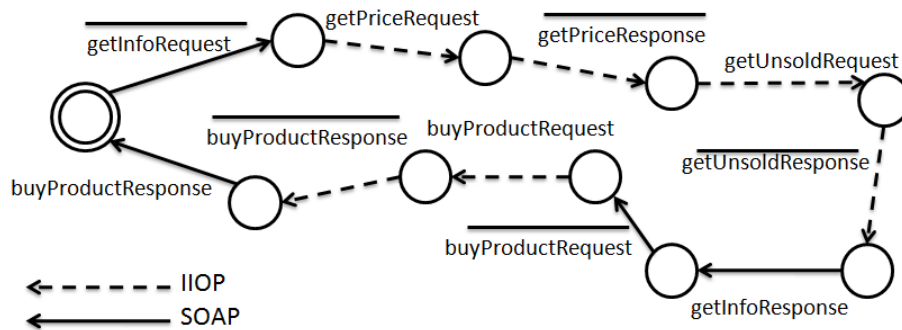 getPriceRequest
getInfoRequest
getPriceResponse
getUnsoldRequest
buyProductResponse
buyProductRequest
getUnsoldResponse
buyProductResponse
buyProductRequest
IIOP
getInfoResponse
SOAP